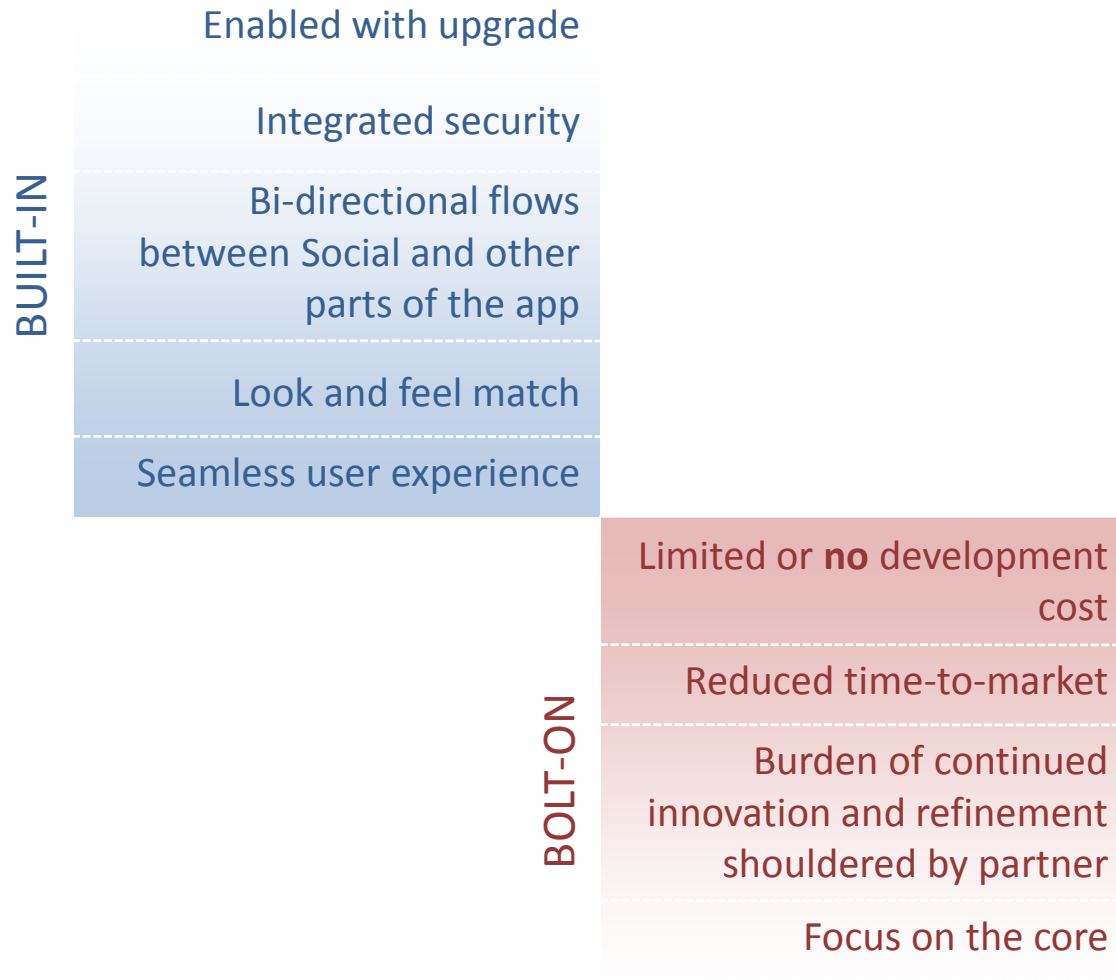 BUILT-IN
Enabled with upgrade
Integrated security
Bi-directional flows
between Social and other
parts of the app
Look and feel match
Seamless user experience
BOLT-ON
Limited or no development
cost
Reduced time-to-market
Burden of continued
innovation and refinement
shouldered by partner
Focus on the core